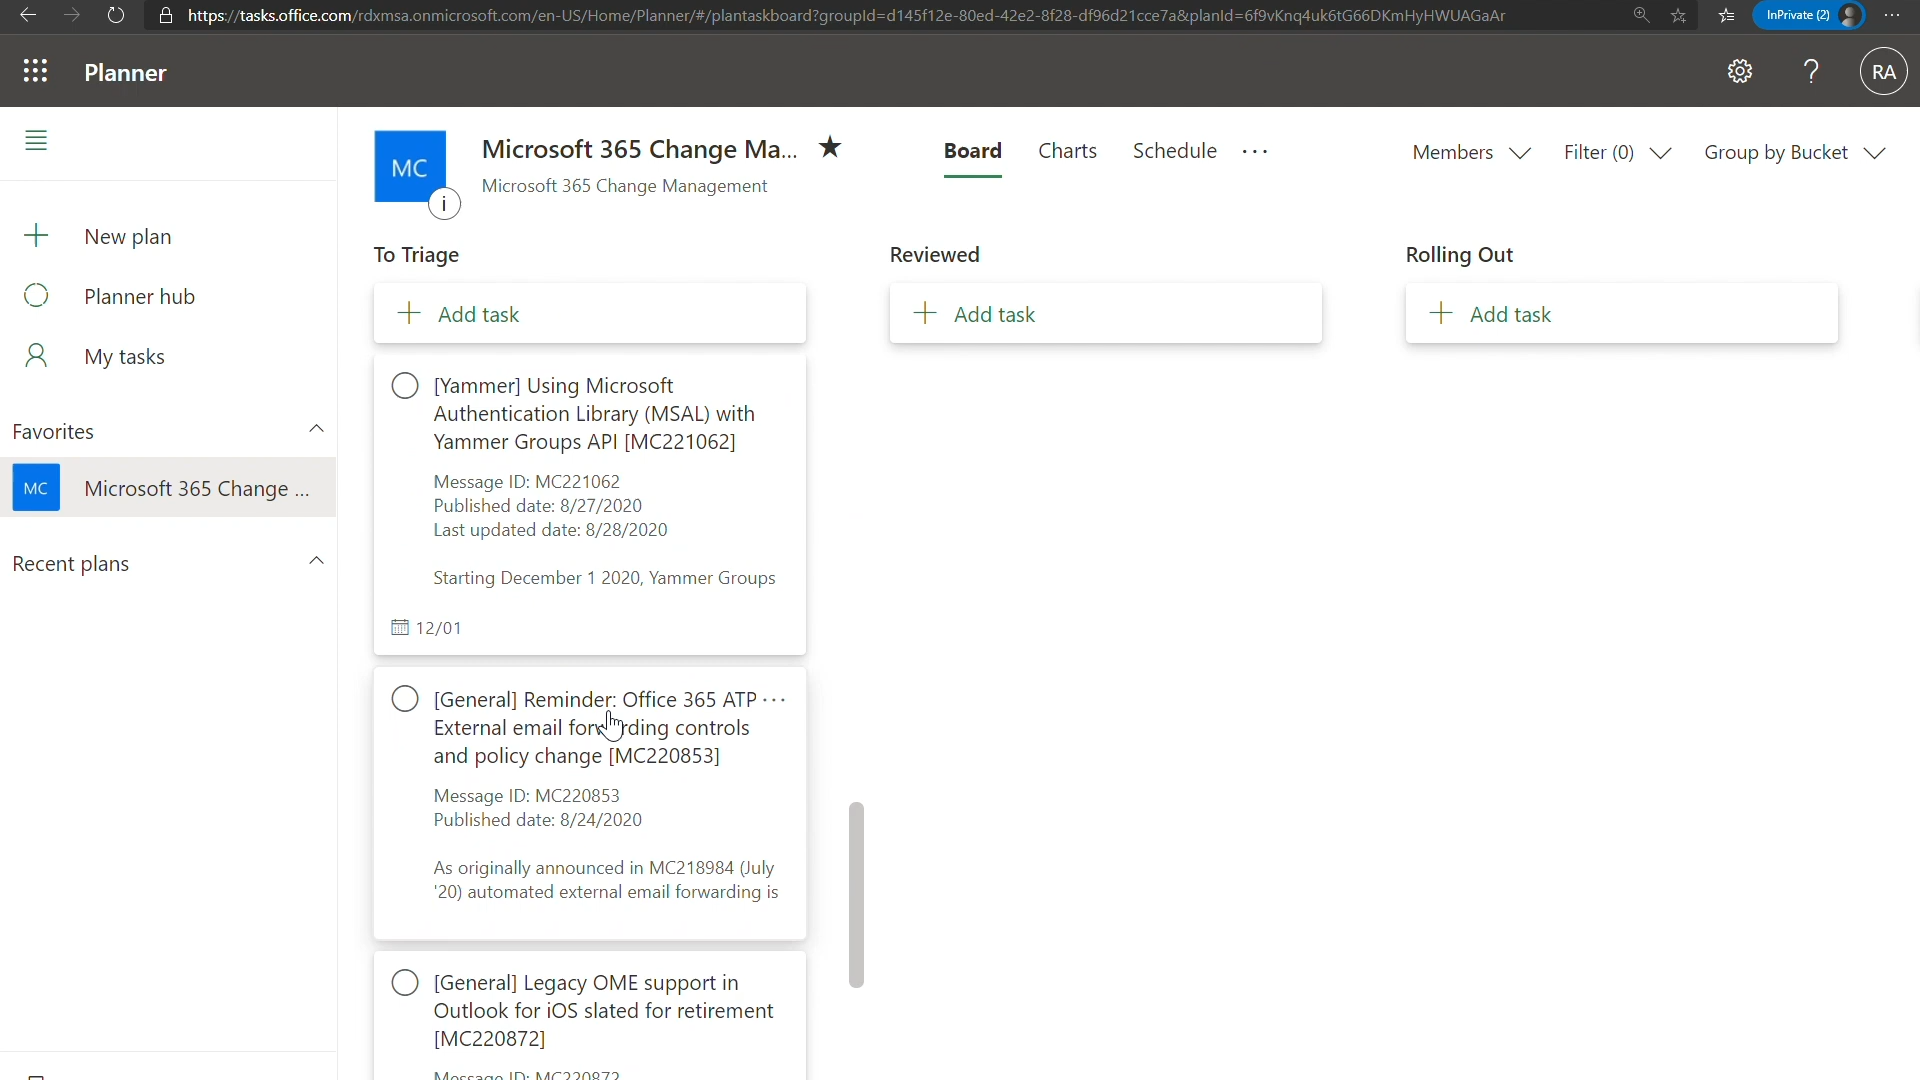 https://tasks.office.com/rdxmsa.onmicrosoft.com/en-US/Home/Planner/#/plantaskboard?groupId=d145f12e-80ed-42e2-8f28-df96d21cce7a&planId=6f9vKnq4uk6tG66DKmHyHWUAGaAr
InPrivate (2)
Planner
?
RA
New plan
Planner hub
My tasks
Favorites
MC
Microsoft 365 Change ...
Recent plans
MC
i
Microsoft 365 Change Ma...
Microsoft 365 Change Management
Board
Charts
Schedule
Members
Filter (0)
Group by Bucket
To Triage
Add task
[Yammer] Using Microsoft
Authentication Library (MSAL) with
Yammer Groups API [MC221062]
Message ID: MC221062
Published date: 8/27/2020
Last updated date: 8/28/2020
Starting December 1 2020, Yammer Groups
12/01
[General] Reminder: Office 365 ATP
External email forwarding controls
and policy change [MC220853]
Message ID: MC220853
Published date: 8/24/2020
As originally announced in MC218984 (July
'20) automated external email forwarding is
[General] Legacy OME support in
Outlook for iOS slated for retirement
[MC220872]
Message ID: MC220872
Reviewed
Add task
Rolling Out
Add task